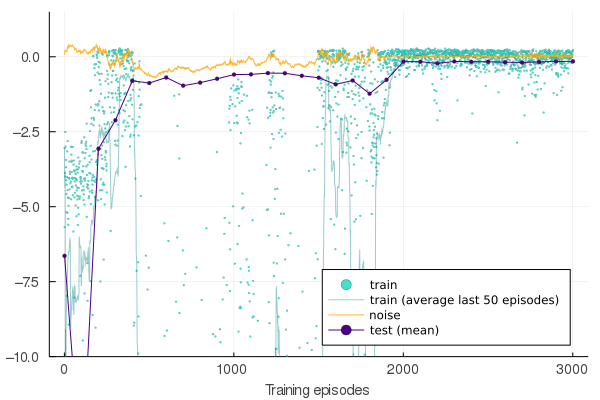 0.0
−2.5
−5.0
−7.5
−10.0
0
1000
2000
3000
Training episodes
train
train (average last 50 episodes)
noise
test (mean)